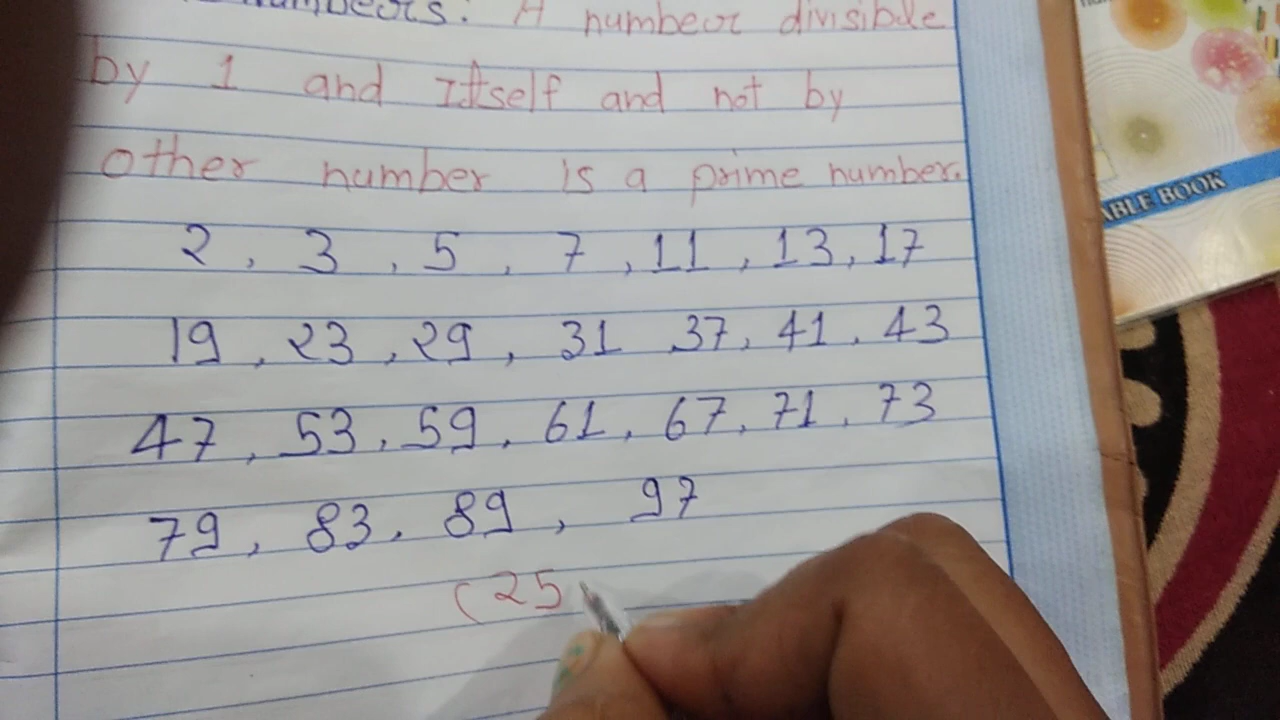 numbers: A number divisible
by 1 and Itself and not by
other number is a prime number.
2, 3, 5, 7, 11, 13, 17
19, 23, 29, 31 37, 41, 43
47, 53, 59, 61, 67, 71, 73
79, 83, 89, 97
(25
ABLE BOOK